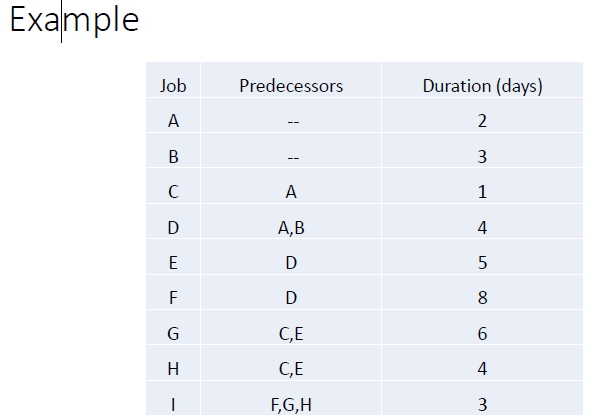 Example
Job Predecessors Duration (days)
A -- 2
B -- 3
C A 1
D A,B 4
E D 5
F D 8
G C,E 6
H C,E 4
I F,G,H 3